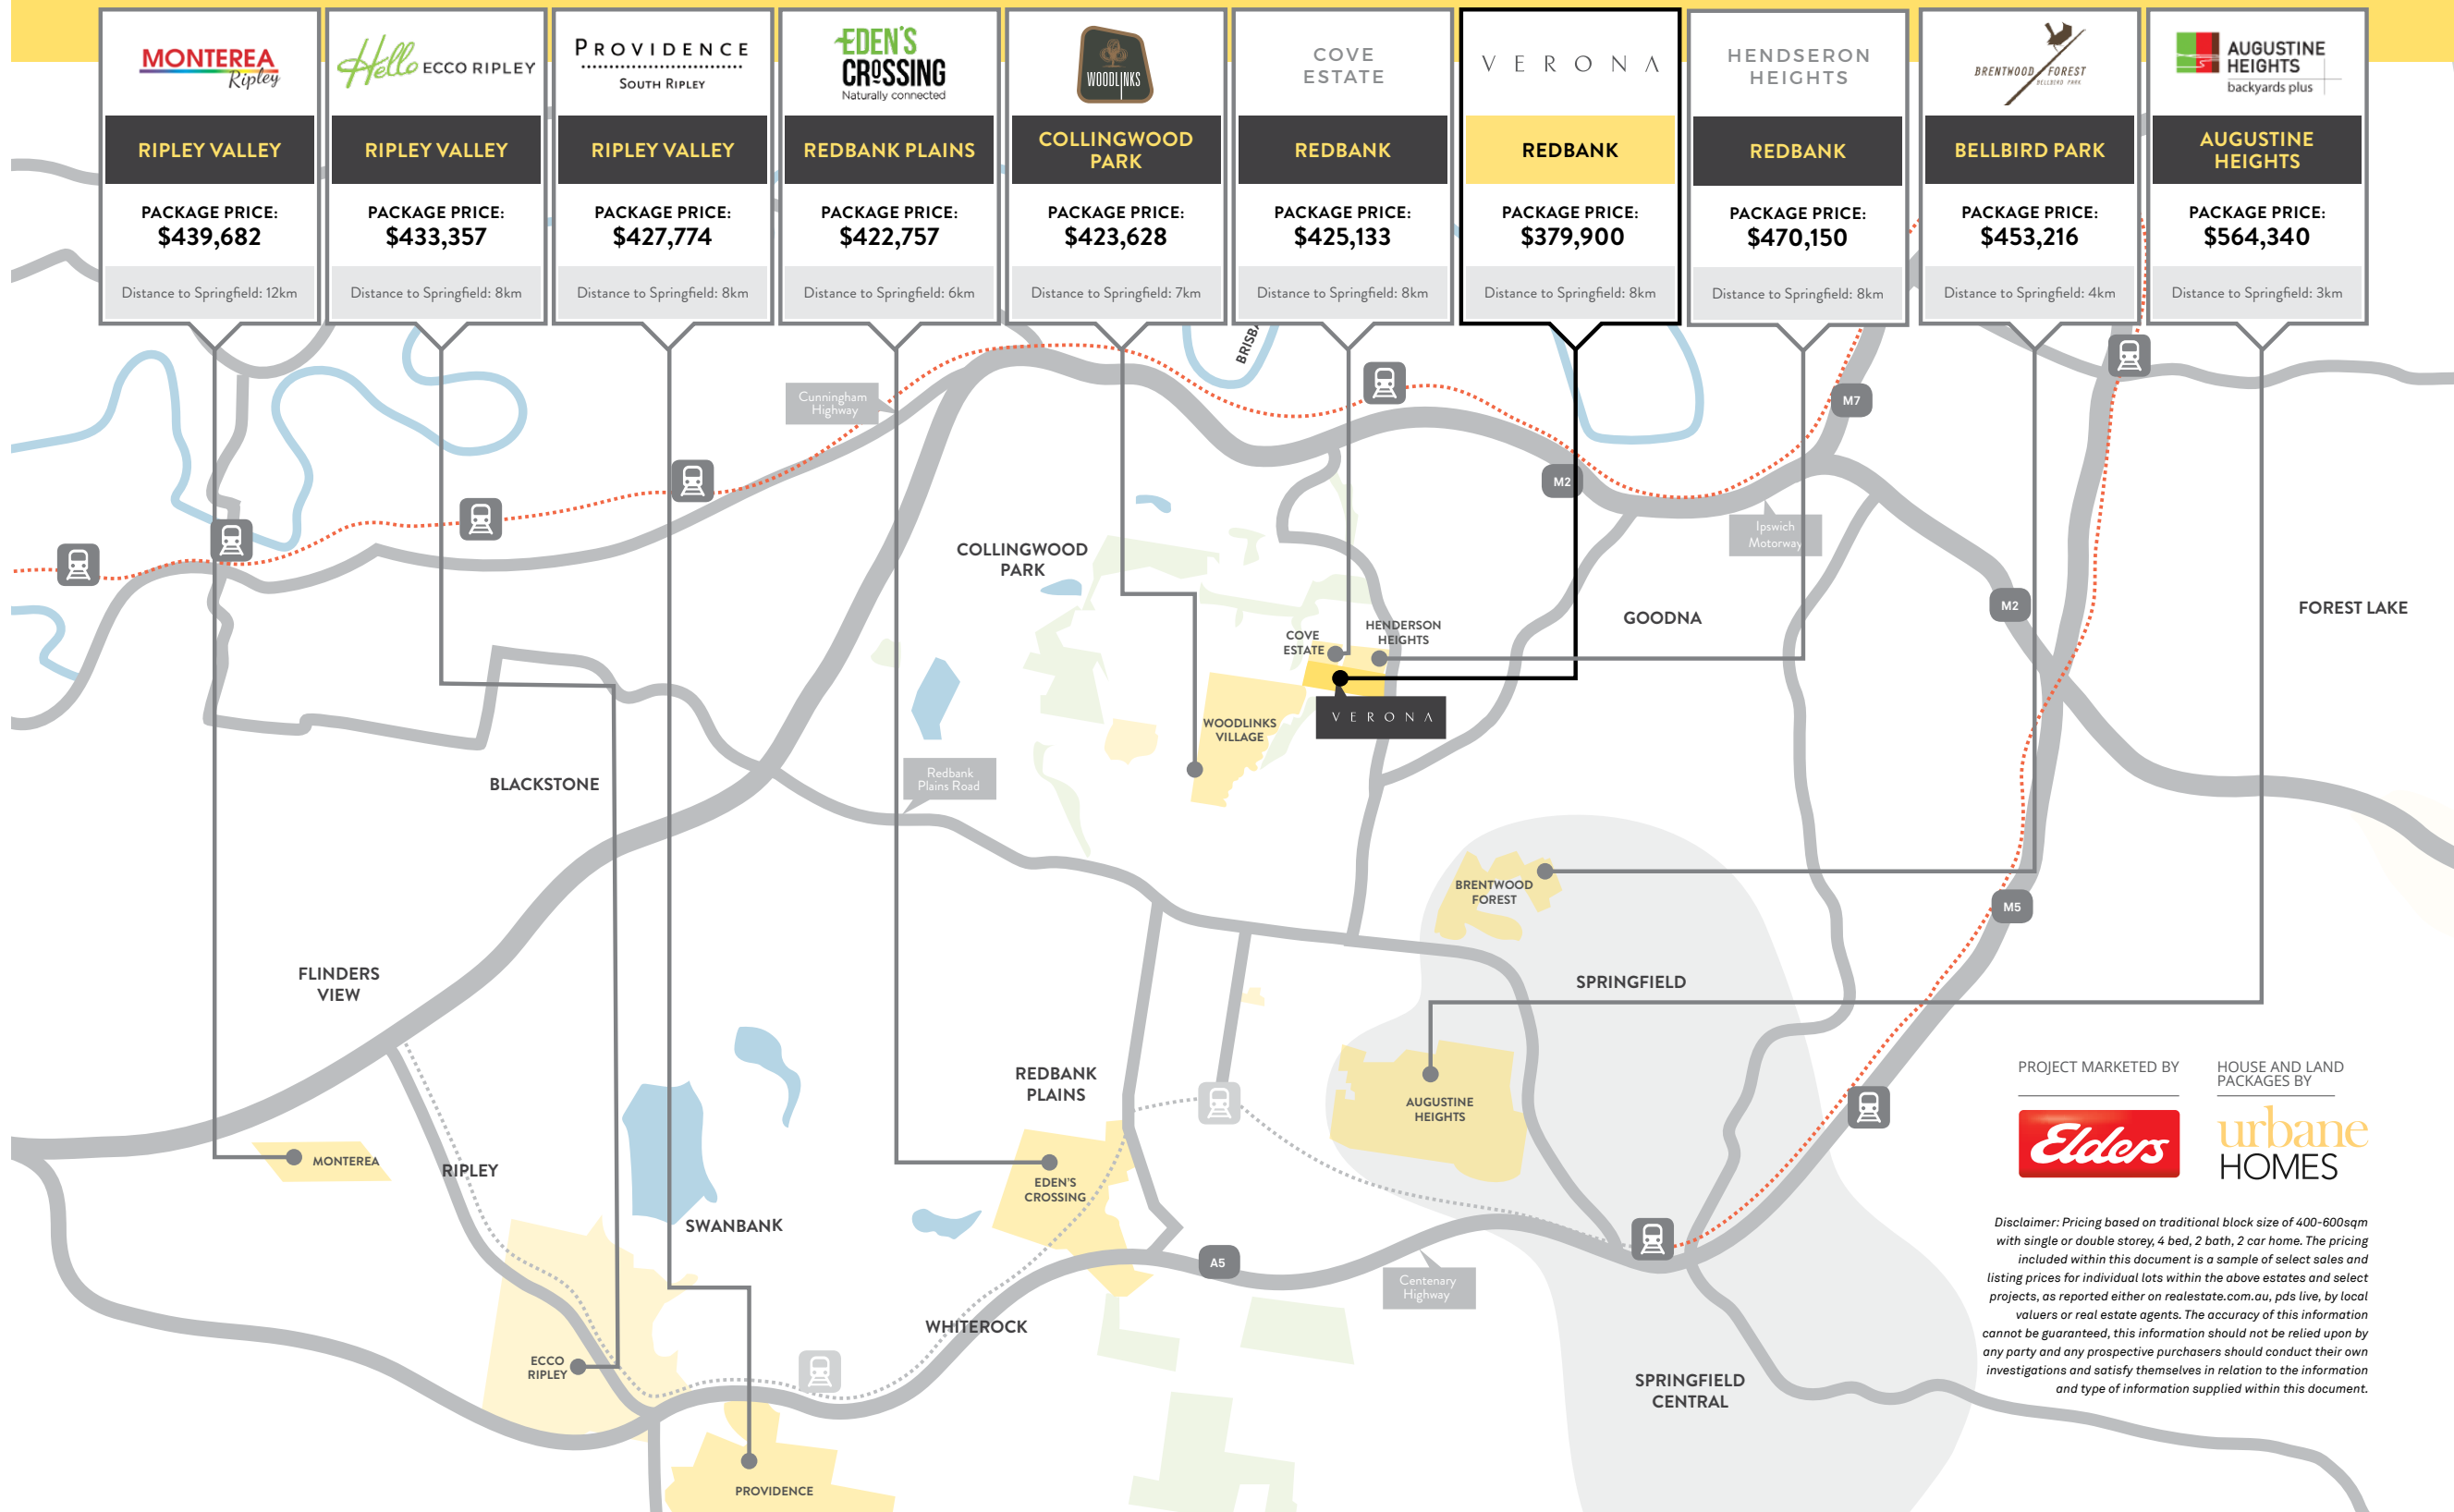 MONTEREA
Ripley
RIPLEY VALLEY
PACKAGE PRICE:
$439,682
Distance to Springfield: 12km
Hello ECCO RIPLEY
RIPLEY VALLEY
PACKAGE PRICE:
$433,357
Distance to Springfield: 8km
PROVIDENCE
SOUTH RIPLEY
RIPLEY VALLEY
PACKAGE PRICE:
$427,774
Distance to Springfield: 8km
EDEN'S
CROSSING
Naturally connected
REDBANK PLAINS
PACKAGE PRICE:
$422,757
Distance to Springfield: 6km
WOODLINKS
COLLINGWOOD
PARK
PACKAGE PRICE:
$423,628
Distance to Springfield: 7km
COVE
ESTATE
REDBANK
PACKAGE PRICE:
$425,133
Distance to Springfield: 8km
VERONA
REDBANK
PACKAGE PRICE:
$379,900
Distance to Springfield: 8km
HENDSERON
HEIGHTS
REDBANK
PACKAGE PRICE:
$470,150
Distance to Springfield: 8km
BRENTWOOD FOREST
BELLBIRD PARK
BELLBIRD PARK
PACKAGE PRICE:
$453,216
Distance to Springfield: 4km
AUGUSTINE
HEIGHTS
backyards plus
AUGUSTINE
HEIGHTS
PACKAGE PRICE:
$564,340
Distance to Springfield: 3km
Cunningham
Highway
M7
M2
Ipswich
Motorway
COLLINGWOOD
PARK
M2
FOREST LAKE
GOODNA
COVE
ESTATE
HENDERSON
HEIGHTS
VERONA
WOODLINKS
VILLAGE
Redbank
Plains Road
BLACKSTONE
BRENTWOOD
FOREST
M5
FLINDERS
VIEW
SPRINGFIELD
REDBANK
PLAINS
AUGUSTINE
HEIGHTS
MONTEREA
RIPLEY
EDEN'S
CROSSING
SWANBANK
A5
Centenary
Highway
WHITEROCK
ECCO
RIPLEY
SPRINGFIELD
CENTRAL
PROVIDENCE
PROJECT MARKETED BY
Elders
HOUSE AND LAND
PACKAGES BY
urbane
HOMES
Disclaimer: Pricing based on traditional block size of 400-600sqm
with single or double storey, 4 bed, 2 bath, 2 car home. The pricing
included within this document is a sample of select sales and
listing prices for individual lots within the above estates and select
projects, as reported either on realestate.com.au, pds live, by local
valuers or real estate agents. The accuracy of this information
cannot be guaranteed, this information should not be relied upon by
any party and any prospective purchasers should conduct their own
investigations and satisfy themselves in relation to the information
and type of information supplied within this document.